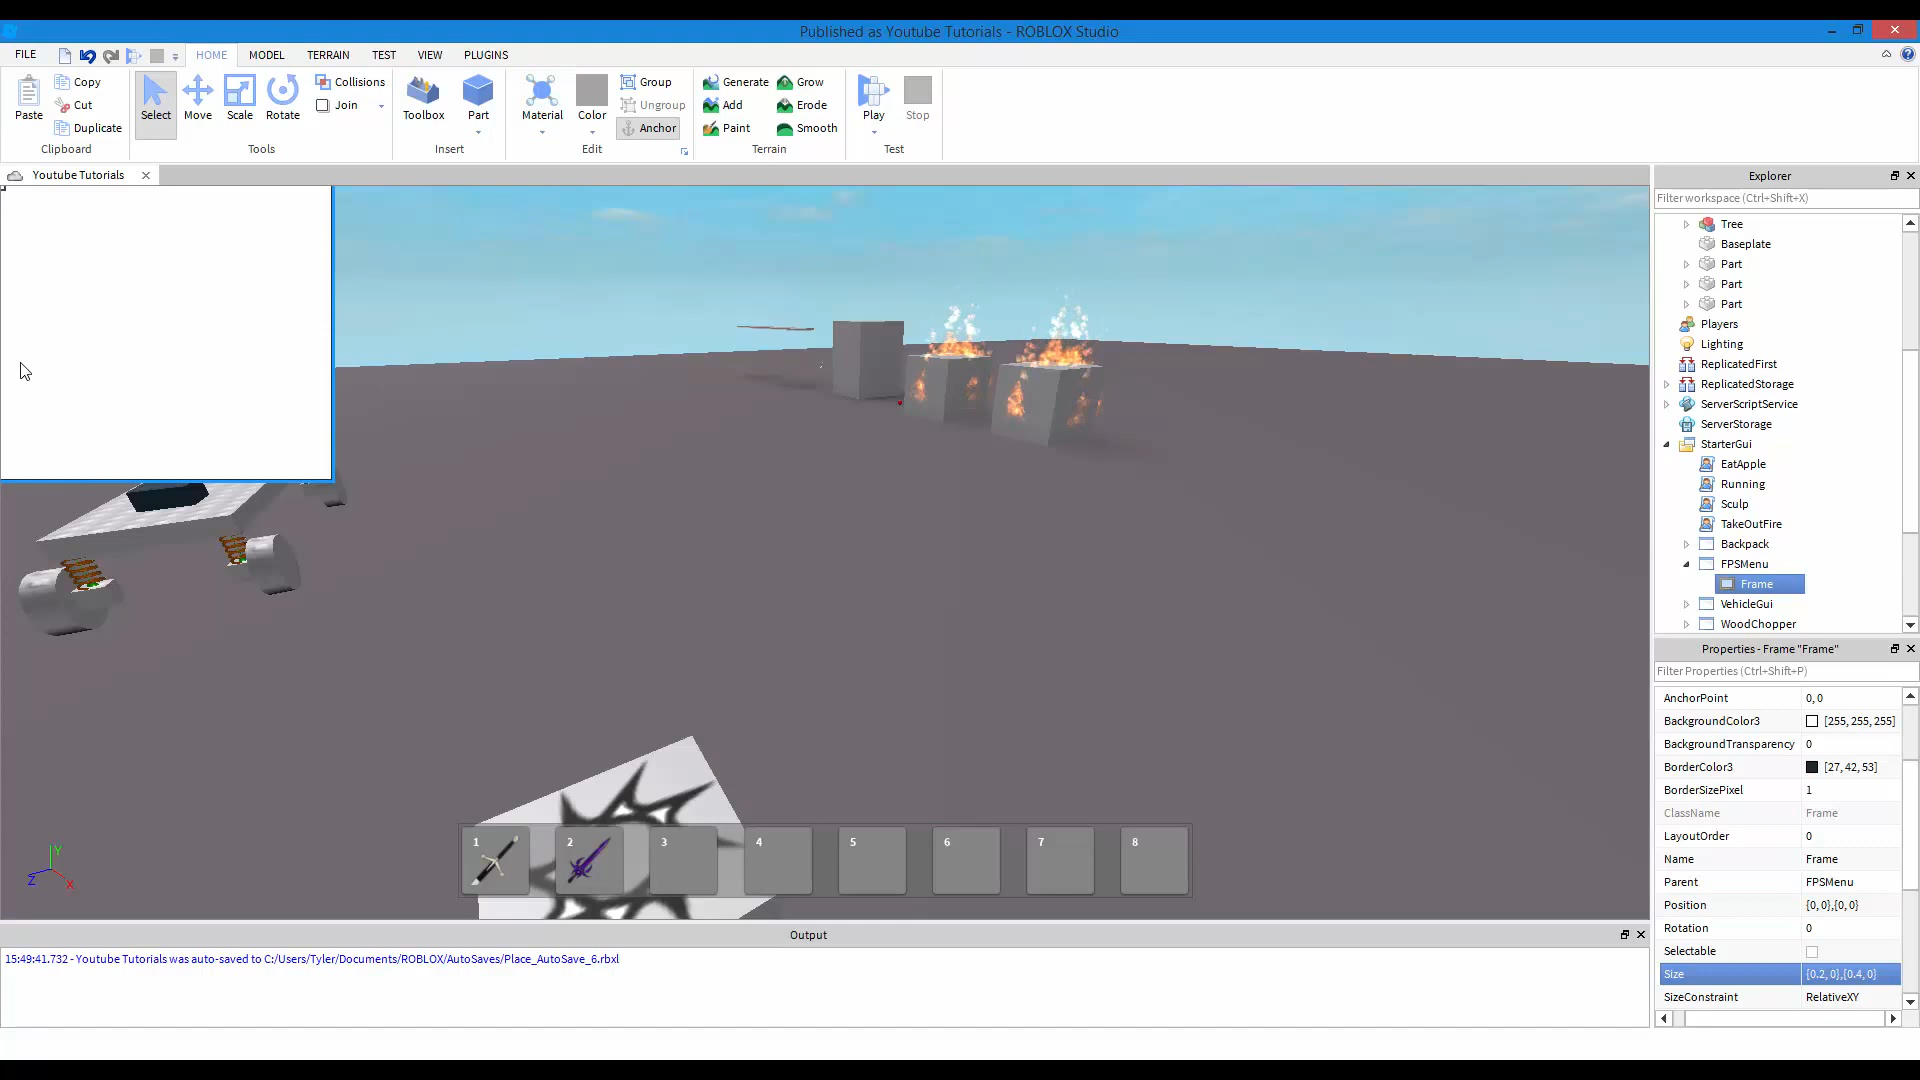 Published as Youtube Tutorials - ROBLOX Studio
FILE
HOME
MODEL
TERRAIN
TEST
VIEW
PLUGINS
Paste
Copy
Cut
Duplicate
Clipboard
Select
Move
Scale
Rotate
Collisions
Join
Tools
Toolbox
Part
Insert
Material
Color
Group
Ungroup
Anchor
Edit
Generate
Add
Paint
Grow
Erode
Smooth
Terrain
Play
Stop
Test
Youtube Tutorials
Explorer
Filter workspace (Ctrl+Shift+X)
Tree
Baseplate
Part
Part
Part
Players
Lighting
ReplicatedFirst
ReplicatedStorage
ServerScriptService
ServerStorage
StarterGui
EatApple
Running
Sculp
TakeOutFire
Backpack
FPSMenu
Frame
VehicleGui
WoodChopper
Properties - Frame "Frame"
Filter Properties (Ctrl+Shift+P)
AnchorPoint 0, 0
BackgroundColor3 [255, 255, 255]
BackgroundTransparency 0
BorderColor3 [27, 42, 53]
BorderSizePixel 1
ClassName Frame
LayoutOrder 0
Name Frame
Parent FPSMenu
Position {0, 0},{0, 0}
Rotation 0
Selectable
Size {0.2, 0},{0.4, 0}
SizeConstraint RelativeXY
1 2 3 4 5 6 7 8
Y
Z
X
Output
15:49:41.732 - Youtube Tutorials was auto-saved to C:/Users/Tyler/Documents/ROBLOX/AutoSaves/Place_AutoSave_6.rbxl